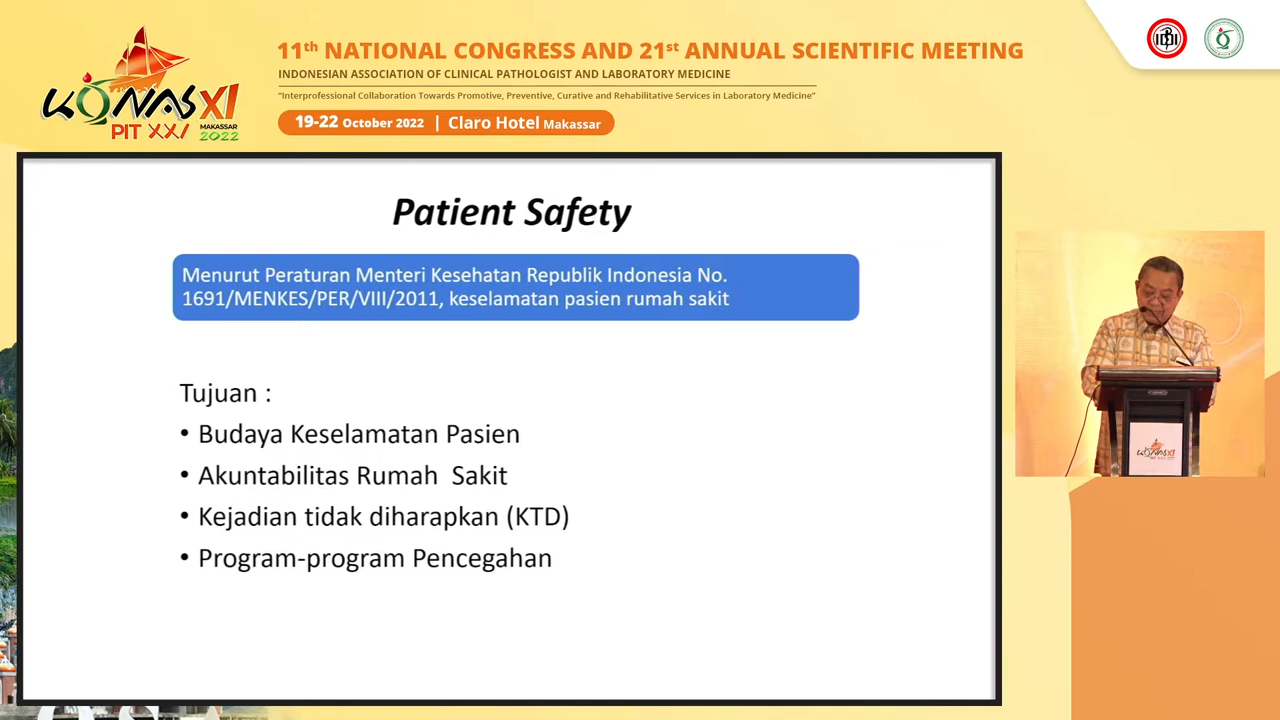 11th NATIONAL CONGRESS AND 21st ANNUAL SCIENTIFIC MEETING
INDONESIAN ASSOCIATION OF CLINICAL PATHOLOGIST AND LABORATORY MEDICINE
"Interprofessional Collaboration Towards Promotive, Preventive, Curative and Rehabilitative Services in Laboratory Medicine"
19-22 October 2022 | Claro Hotel Makassar
KONAS XI
PIT XXI
MAKASSAR
2022
IDI
Patient Safety
Menurut Peraturan Menteri Kesehatan Republik Indonesia No.
1691/MENKES/PER/VIII/2011, keselamatan pasien rumah sakit
Tujuan :
• Budaya Keselamatan Pasien
• Akuntabilitas Rumah  Sakit
• Kejadian tidak diharapkan (KTD)
• Program-program Pencegahan
KONAS XI